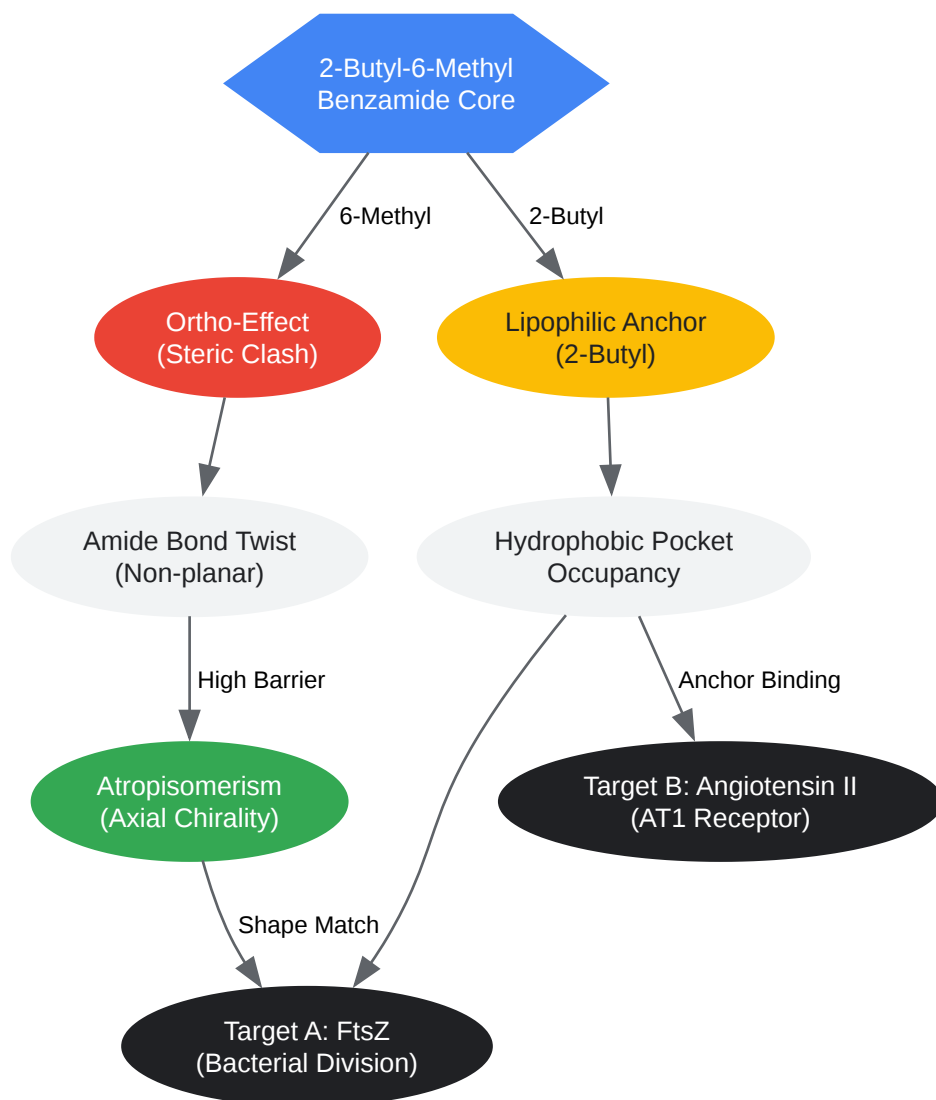 2-Butyl-6-Methyl
Benzamide Core
6-Methyl
2-Butyl
Ortho-Effect
(Steric Clash)
Lipophilic Anchor
(2-Butyl)
Amide Bond Twist
(Non-planar)
Hydrophobic Pocket
Occupancy
High Barrier
Anchor Binding
Atropisomerism
(Axial Chirality)
Target B: Angiotensin II
(AT1 Receptor)
Shape Match
Target A: FtsZ
(Bacterial Division)